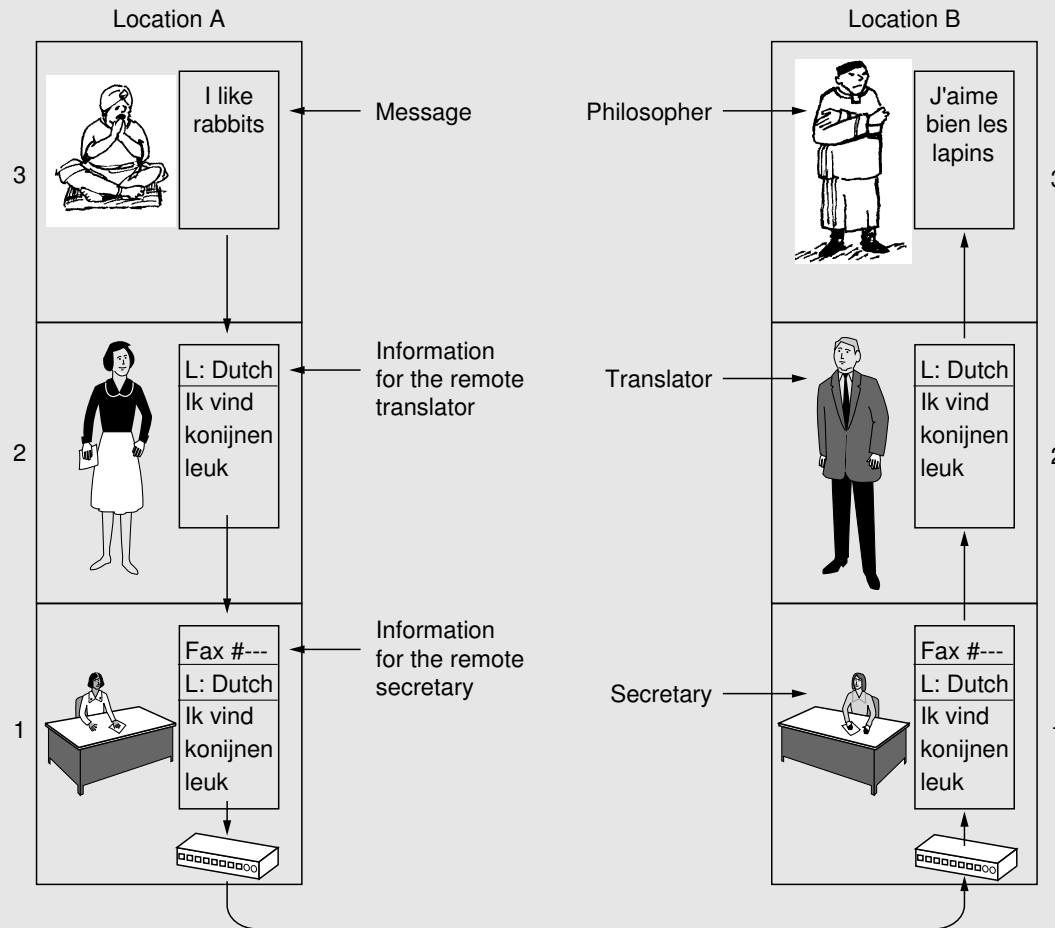 Location A
Location B
I like
rabbits
Message
Philosopher
J'aime
bien les
lapins
3
3
Information
for the remote
translator
L: Dutch
Ik vind
konijnen
leuk
Translator
L: Dutch
Ik vind
konijnen
leuk
2
2
Information
for the remote
secretary
Fax #---
L: Dutch
Ik vind
konijnen
leuk
Secretary
Fax #---
L: Dutch
Ik vind
konijnen
leuk
1